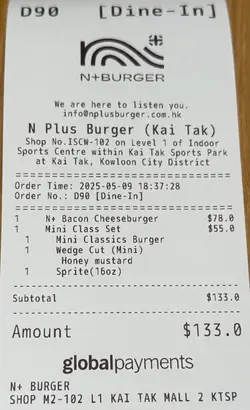 D90 [Dine-In]
N+BURGER
We are here to listen you.
info@nplusburger.com.hk
N Plus Burger (Kai Tak)
Shop No.ISCW-102 on Level 1 of Indoor
Sports Centre within Kai Tak Sports Park
at Kai Tak, Kowloon City District
Order Time: 2025-05-09 18:37:28
Order No.: D90 [Dine-In]
1 N+ Bacon Cheeseburger $78.0
1 Mini Class Set $55.0
1 Mini Classics Burger
1 Wedge Cut (Mini)
Honey mustard
1 Sprite(16oz)
Subtotal $133.0
Amount $133.0
globalpayments
N+ BURGER
SHOP M2-102 L1 KAI TAK MALL 2 KTSP